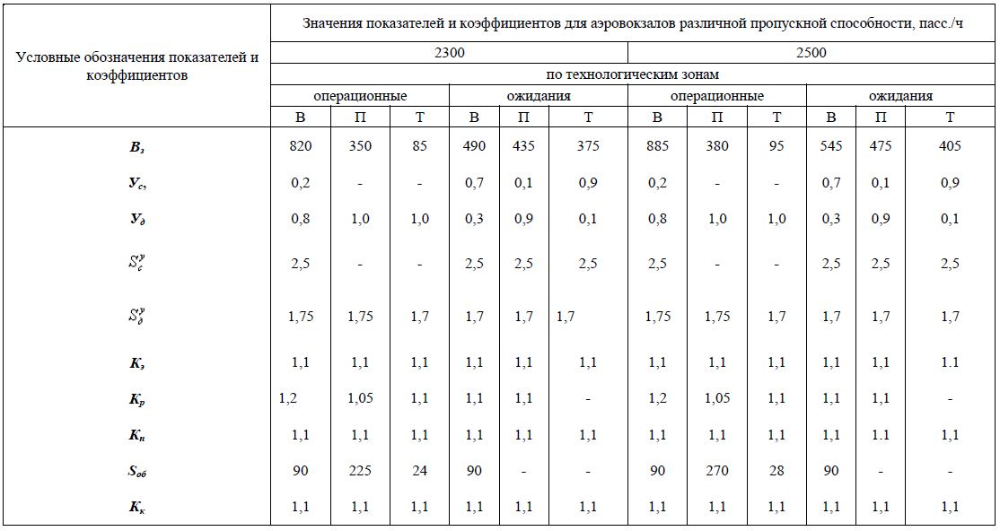 Условные обозначения показателей и коэффициентов
Значения показателей и коэффициентов для аэровокзалов различной пропускной способности, пасс./ч
2300 2500
по технологическим зонам
операционные ожидания операционные ожидания
В П Т В П Т В П Т В П Т
Вз 820 350 85 490 435 375 885 380 95 545 475 405
Ус, 0,2 - - 0,7 0,1 0,9 0,2 - - 0,7 0,1 0,9
Уд 0,8 1,0 1,0 0,3 0,9 0,1 0,8 1,0 1,0 0,3 0,9 0,1
S^у_с 2,5 - - 2,5 2,5 2,5 2,5 - - 2,5 2,5 2,5
S^у_д 1,75 1,75 1,7 1,7 1,7 1,7 1,75 1,75 1,7 1,7 1,7 1,7
Кэ 1,1 1,1 1,1 1,1 1,1 1,1 1,1 1,1 1,1 1,1 1,1 1.1
Кр 1,2 1,05 1,1 1,1 1,1 - 1,2 1,05 1,1 1,1 1,1 -
Кп 1,1 1,1 1,1 1,1 1,1 1,1 1,1 1,1 1,1 1,1 1.1 1,1
Sоб 90 225 24 90 - - 90 270 28 90 - -
Кк 1,1 1,1 1,1 1,1 1,1 1,1 1,1 1,1 1,1 1,1 1,1 1,1